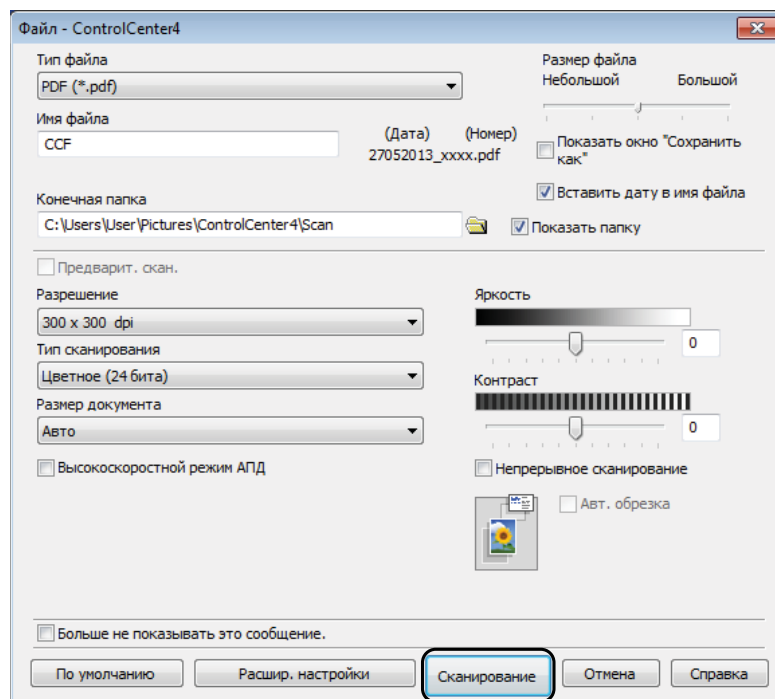 Файл - ControlCenter4
Тип файла
PDF (*.pdf)
Размер файла
Небольшой Большой
Имя файла
CCF
(Дата) (Номер)
27052013_xxxx.pdf
Показать окно "Сохранить
как"
Вставить дату в имя файла
Конечная папка
C:\Users\User\Pictures\ControlCenter4\Scan
Показать папку
Предварит. скан.
Разрешение
300 x 300 dpi
Тип сканирования
Цветное (24 бита)
Размер документа
Авто
Высокоскоростной режим АПД
Яркость
0
Контраст
0
Непрерывное сканирование
Авт. обрезка
Больше не показывать это сообщение.
По умолчанию Расшир. настройки Сканирование Отмена Справка